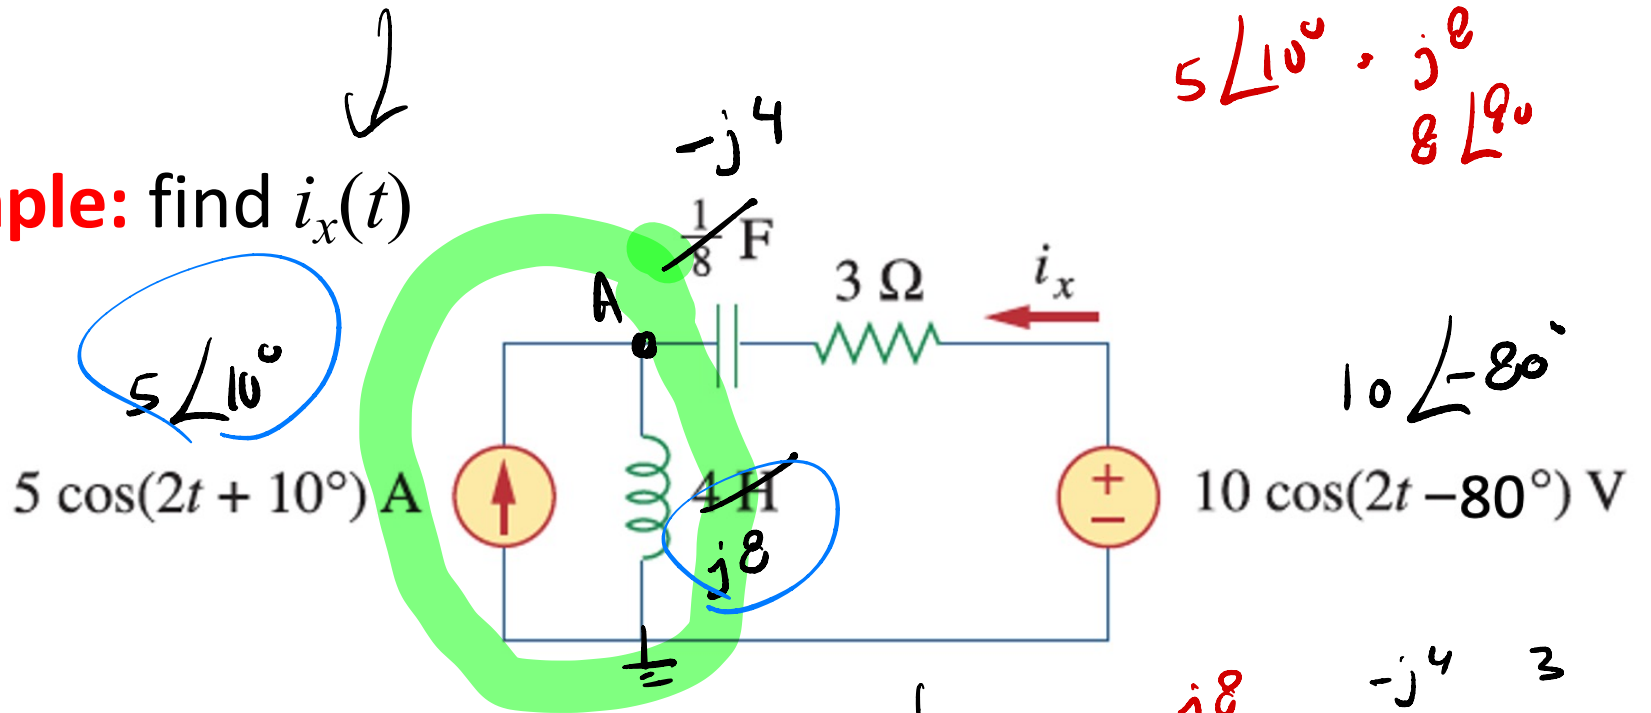 5∠10° · j8
8∠90
-j4
ple: find iₓ(t)
1/8 F
A
3 Ω
iₓ
5∠10°
10∠-80°
5 cos(2t + 10°) A
4 H
+
−
10 cos(2t −80°) V
j8
j8 -j4 3